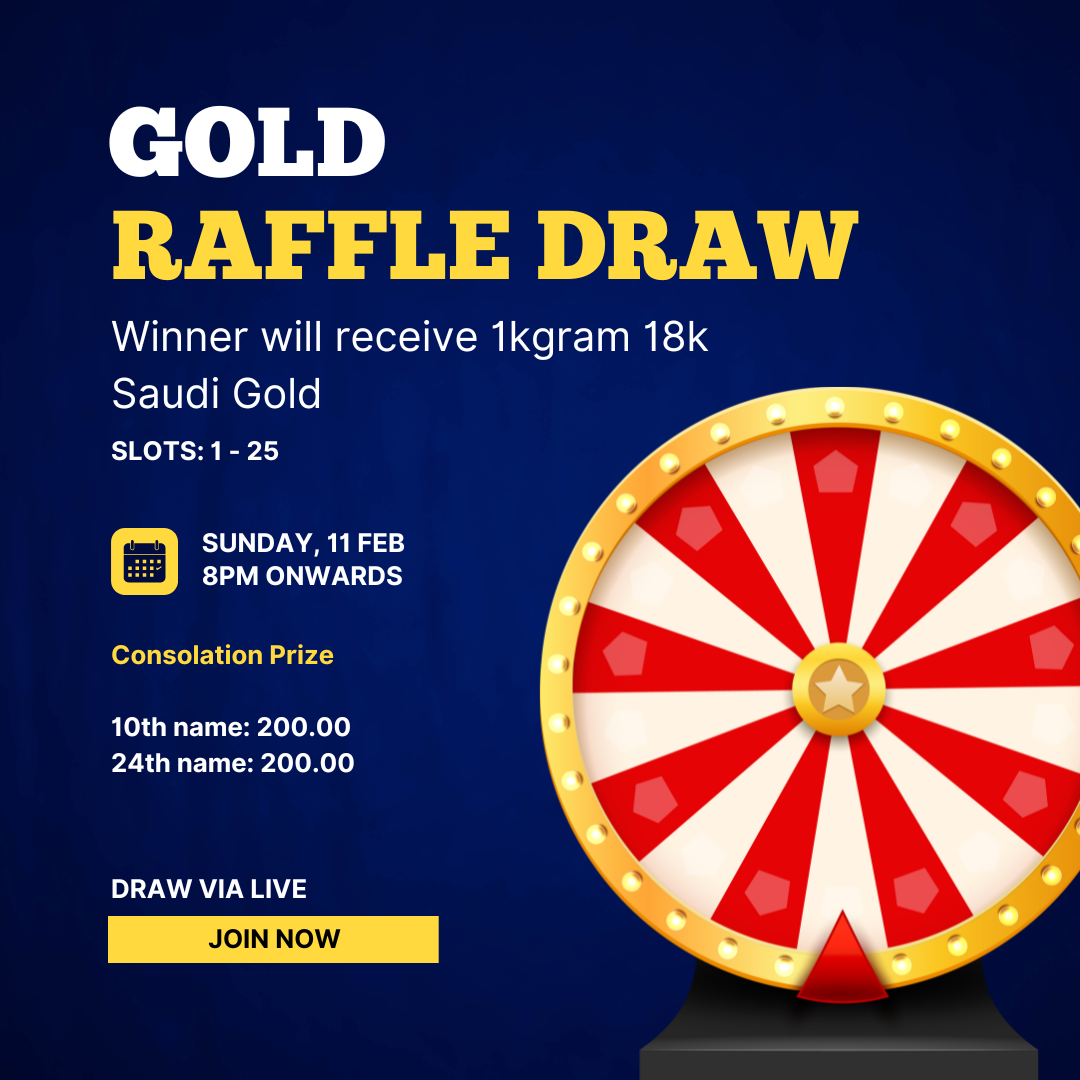 GOLD
RAFFLE DRAW
Winner will receive 1kgram 18k
Saudi Gold
SLOTS: 1 - 25
SUNDAY, 11 FEB
8PM ONWARDS
Consolation Prize
10th name: 200.00
24th name: 200.00
DRAW VIA LIVE
JOIN NOW